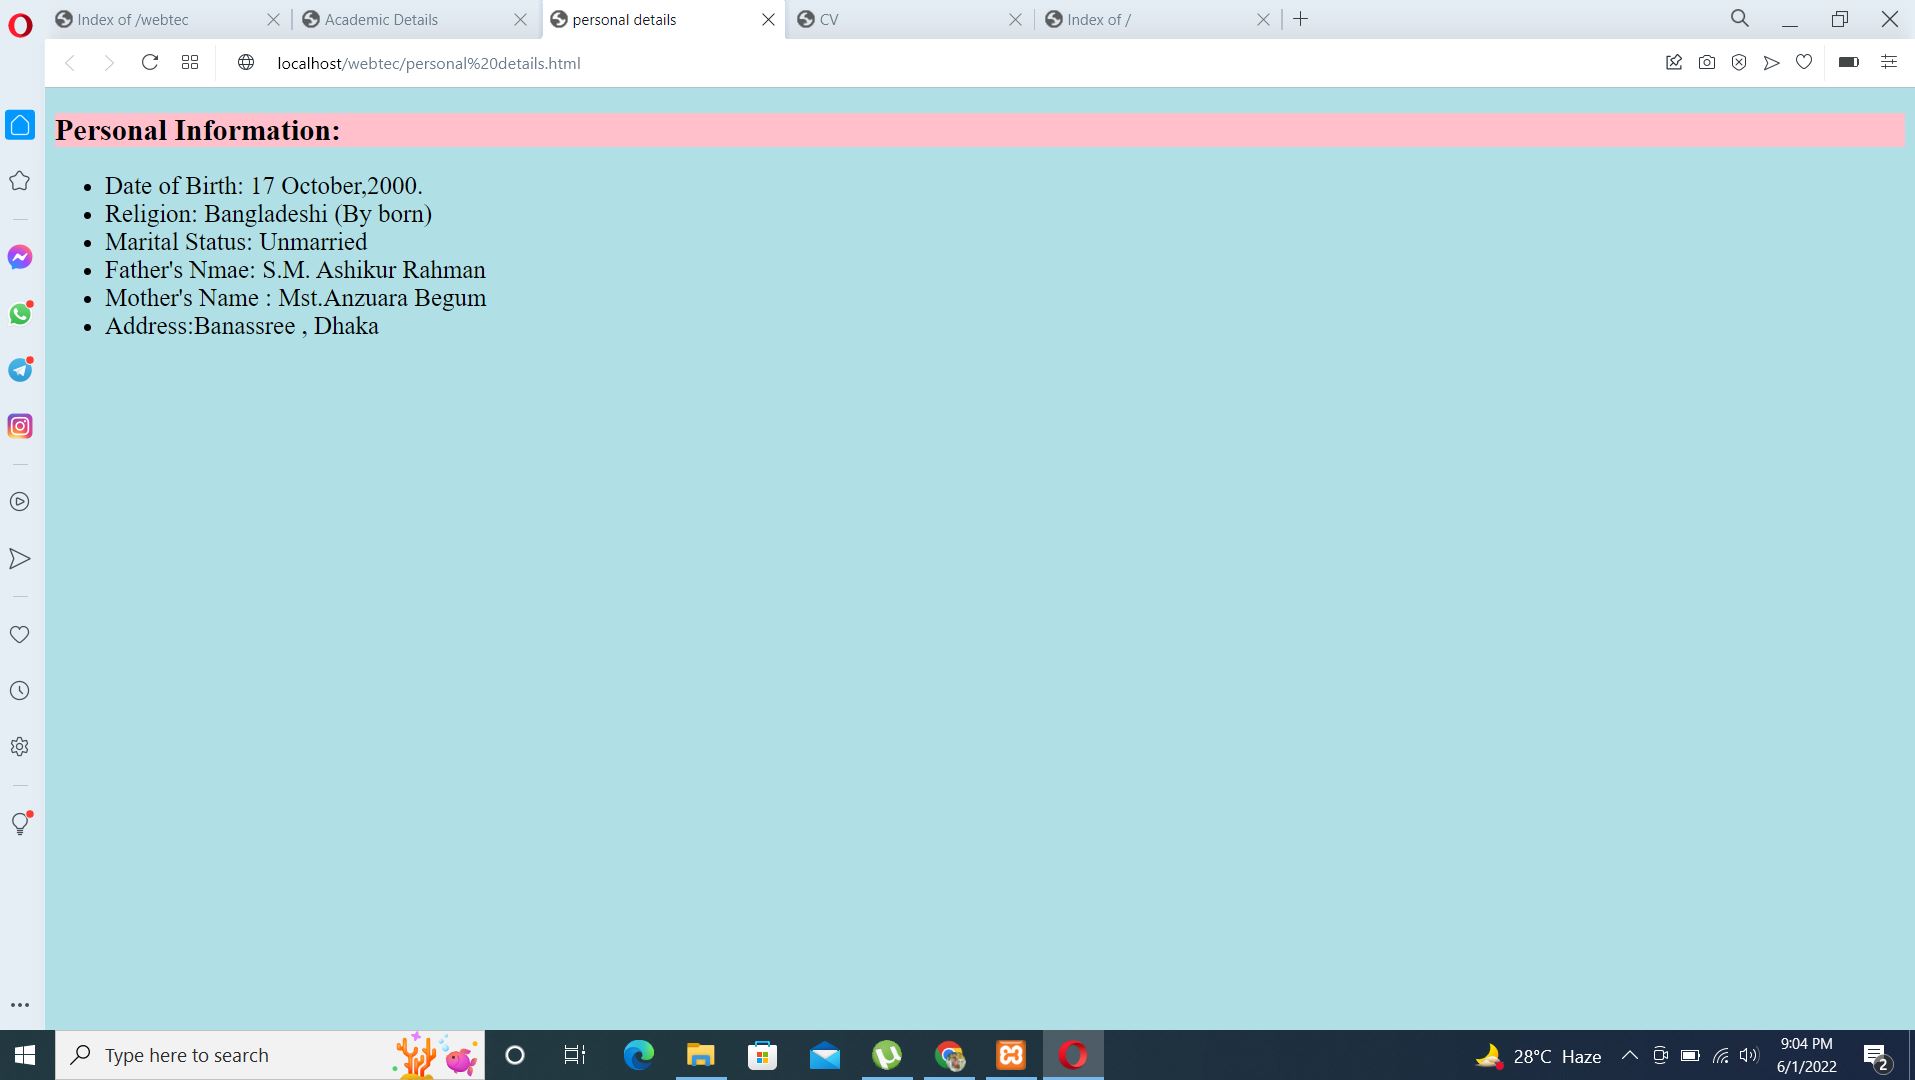 Index of /webtec
Academic Details
personal details
CV
Index of /
localhost/webtec/personal%20details.html
Personal Information:
Date of Birth: 17 October,2000.
Religion: Bangladeshi (By born)
Marital Status: Unmarried
Father's Nmae: S.M. Ashikur Rahman
Mother's Name : Mst.Anzuara Begum
Address:Banassree , Dhaka
Type here to search
28°C Haze
9:04 PM
6/1/2022
2